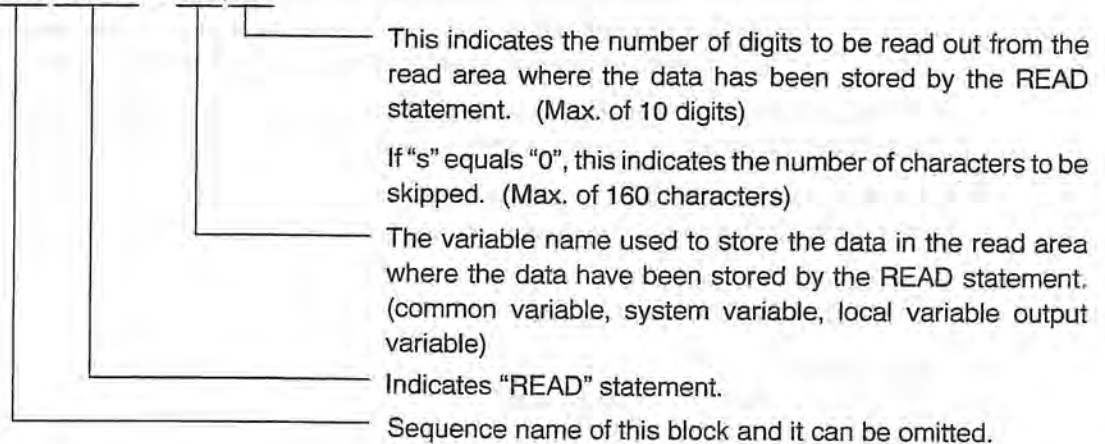 This indicates the number of digits to be read out from the
read area where the data has been stored by the READ
statement. (Max. of 10 digits)
If “s” equals “0”, this indicates the number of characters to be
skipped. (Max. of 160 characters)
The variable name used to store the data in the read area
where the data have been stored by the READ statement.
(common variable, system variable, local variable output
variable)
Indicates “READ” statement.
Sequence name of this block and it can be omitted.